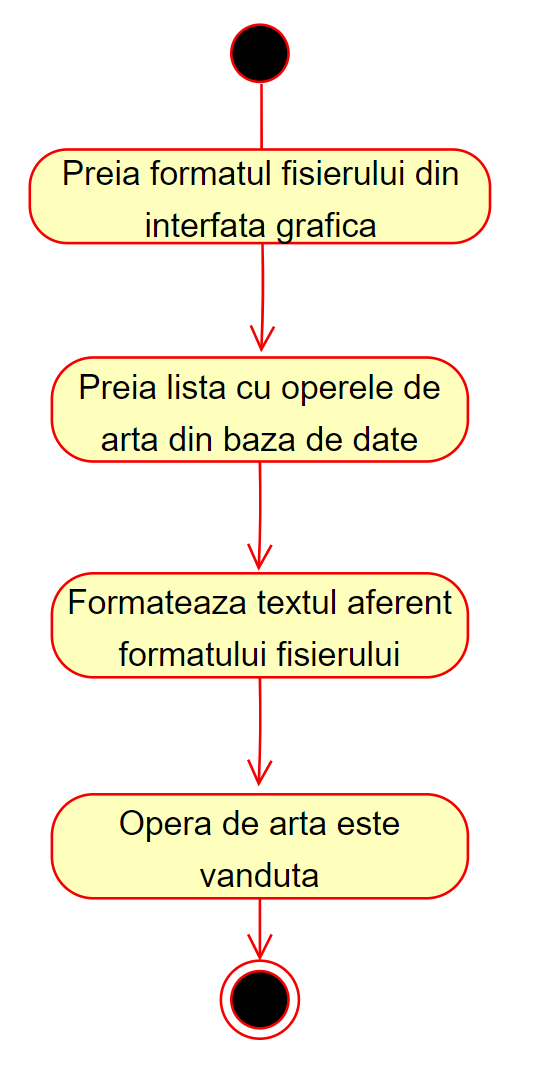 Preia formatul fisierului din
interfata grafica
Preia lista cu operele de
arta din baza de date
Formateaza textul aferent
formatului fisierului
Opera de arta este
vanduta